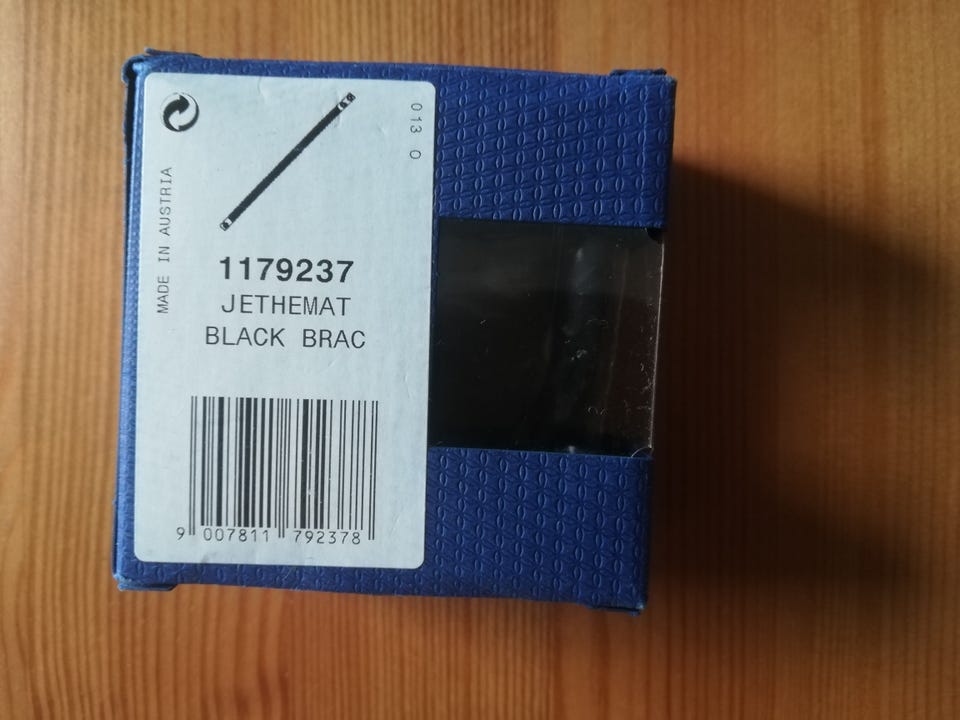 013 0
MADE IN AUSTRIA
1179237
JETHEMAT
BLACK BRAC
9 007811 792378